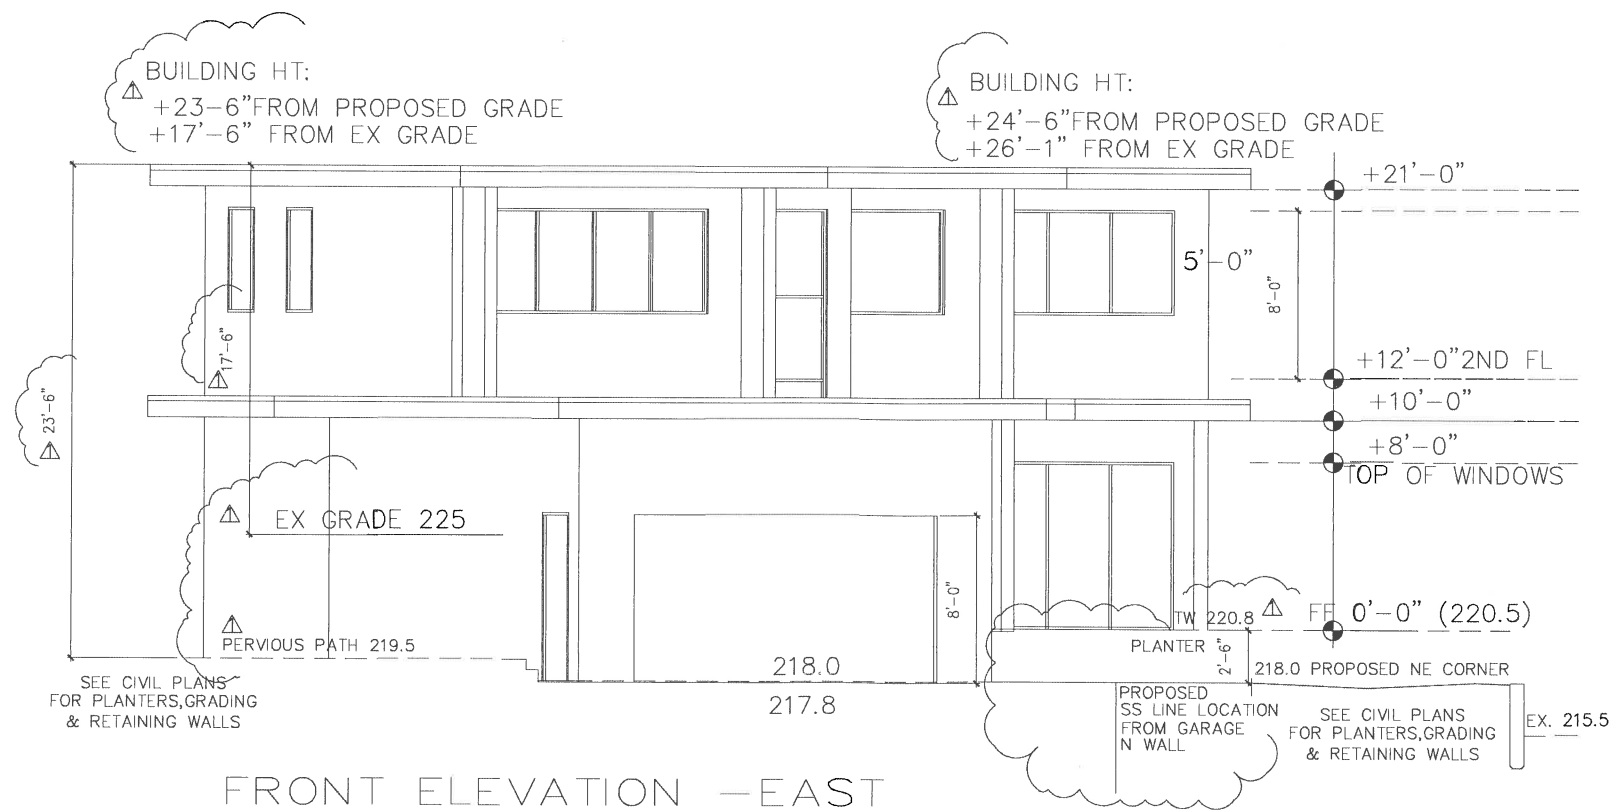 BUILDING HT:
+23-6"FROM PROPOSED GRADE
+17'-6" FROM EX GRADE
BUILDING HT:
+24'-6"FROM PROPOSED GRADE
+26'-1" FROM EX GRADE
+21'-0"
5'-0"
8'-0"
17'-6"
+12'-0"2ND FL
23'-6"
+10'-0"
+8'-0"
TOP OF WINDOWS
EX GRADE 225
8'-0"
TW 220.8
FF 0'-0" (220.5)
PERVIOUS PATH 219.5
PLANTER
2'-6"
218.0
218.0 PROPOSED NE CORNER
217.8
SEE CIVIL PLANS
FOR PLANTERS,GRADING
& RETAINING WALLS
PROPOSED
SS LINE LOCATION
FROM GARAGE
N WALL
SEE CIVIL PLANS
FOR PLANTERS,GRADING
& RETAINING WALLS
EX. 215.5
FRONT ELEVATION -EAST